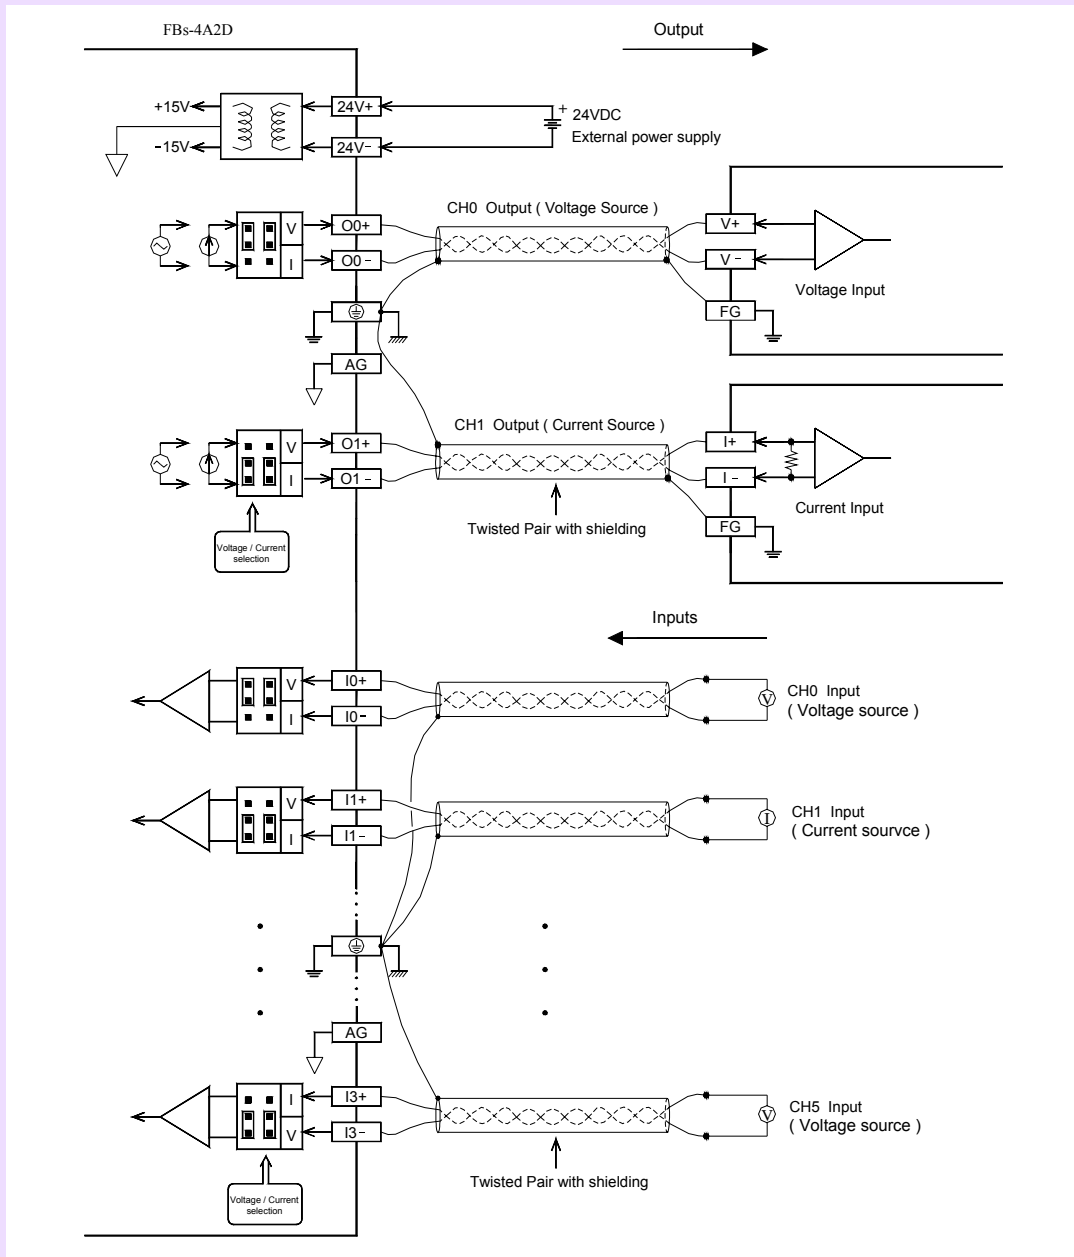 FBs-4A2D
Output
+15V
24V+
+
24VDC
-15V
24V-
External power supply
CH0 Output ( Voltage Source )
V
O0+
V+
I
O0-
V-
Voltage Input
FG
AG
CH1 Output ( Current Source )
V
O1+
I+
I
O1-
I-
Current Input
Twisted Pair with shielding
FG
Voltage / Current
selection
Inputs
V
I0+
V
CH0 Input
I
I0-
( Voltage source )
V
I1+
I
CH1 Input
I
I1-
( Current sourvce )
AG
I
I3+
V
CH5 Input
V
I3-
( Voltage source )
Twisted Pair with shielding
Voltage / Current
selection